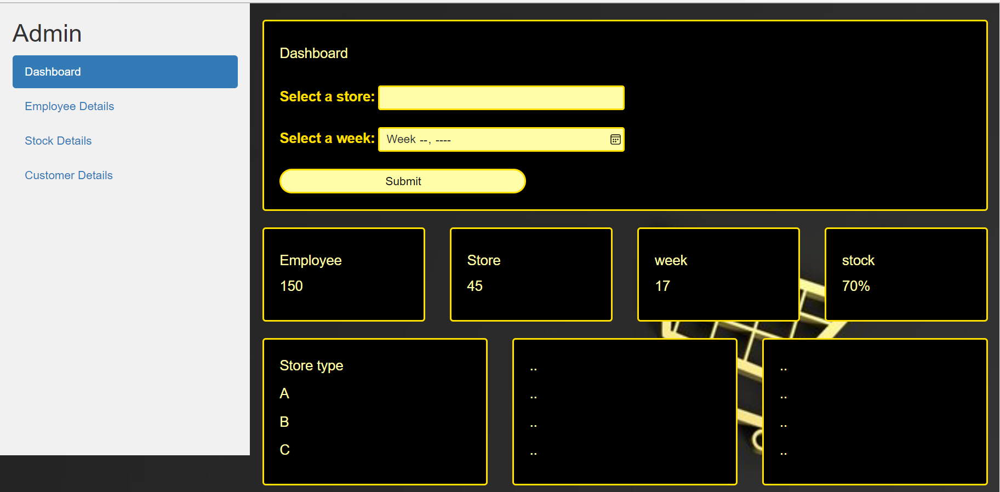 Admin
Dashboard
Employee Details
Stock Details
Customer Details
Dashboard
Select a store:
Select a week: Week --, ----
Submit
Employee
150
Store
45
week
17
stock
70%
Store type
A
B
C
..
..
..
..
..
..
..
..